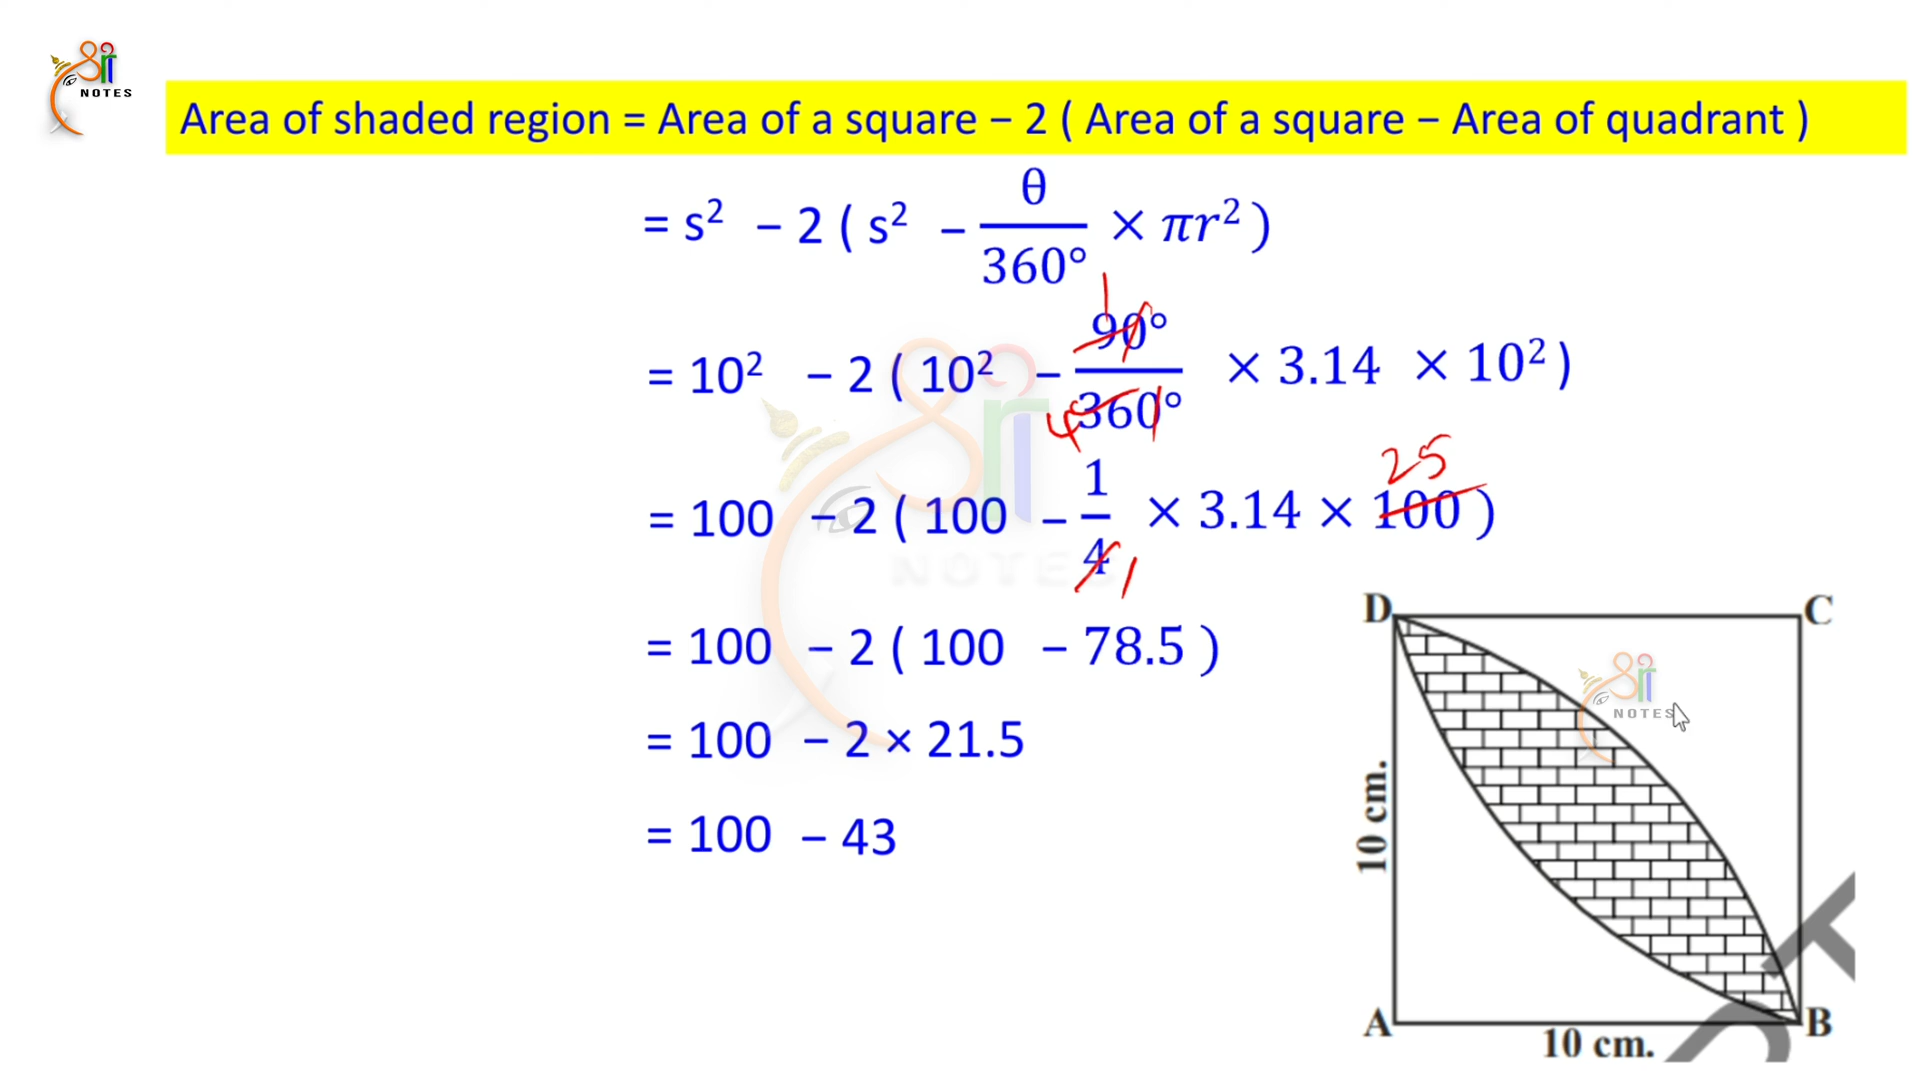 NOTES
Area of shaded region = Area of a square − 2 ( Area of a square − Area of quadrant )
= s² − 2 ( s² − θ/360° × πr² )
1
= 10² − 2 ( 10² − 90°/360° × 3.14 × 10² )
4
25
= 100 − 2 ( 100 − 1/4 × 3.14 × 100 )
1
NOTES
= 100 − 2 ( 100 − 78.5 )
= 100 − 2 × 21.5
= 100 − 43
D C
NOTES
10 cm.
A B
10 cm.